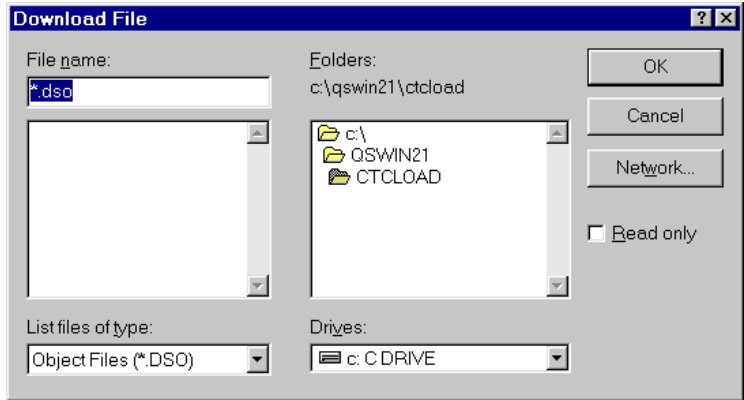 Download File
File name:
*.dso
Folders:
c:\qswin21\ctcload
c:\
QSWIN21
CTCLOAD
OK
Cancel
Network...
Read only
List files of type:
Object Files (*.DSO)
Drives:
c: C DRIVE